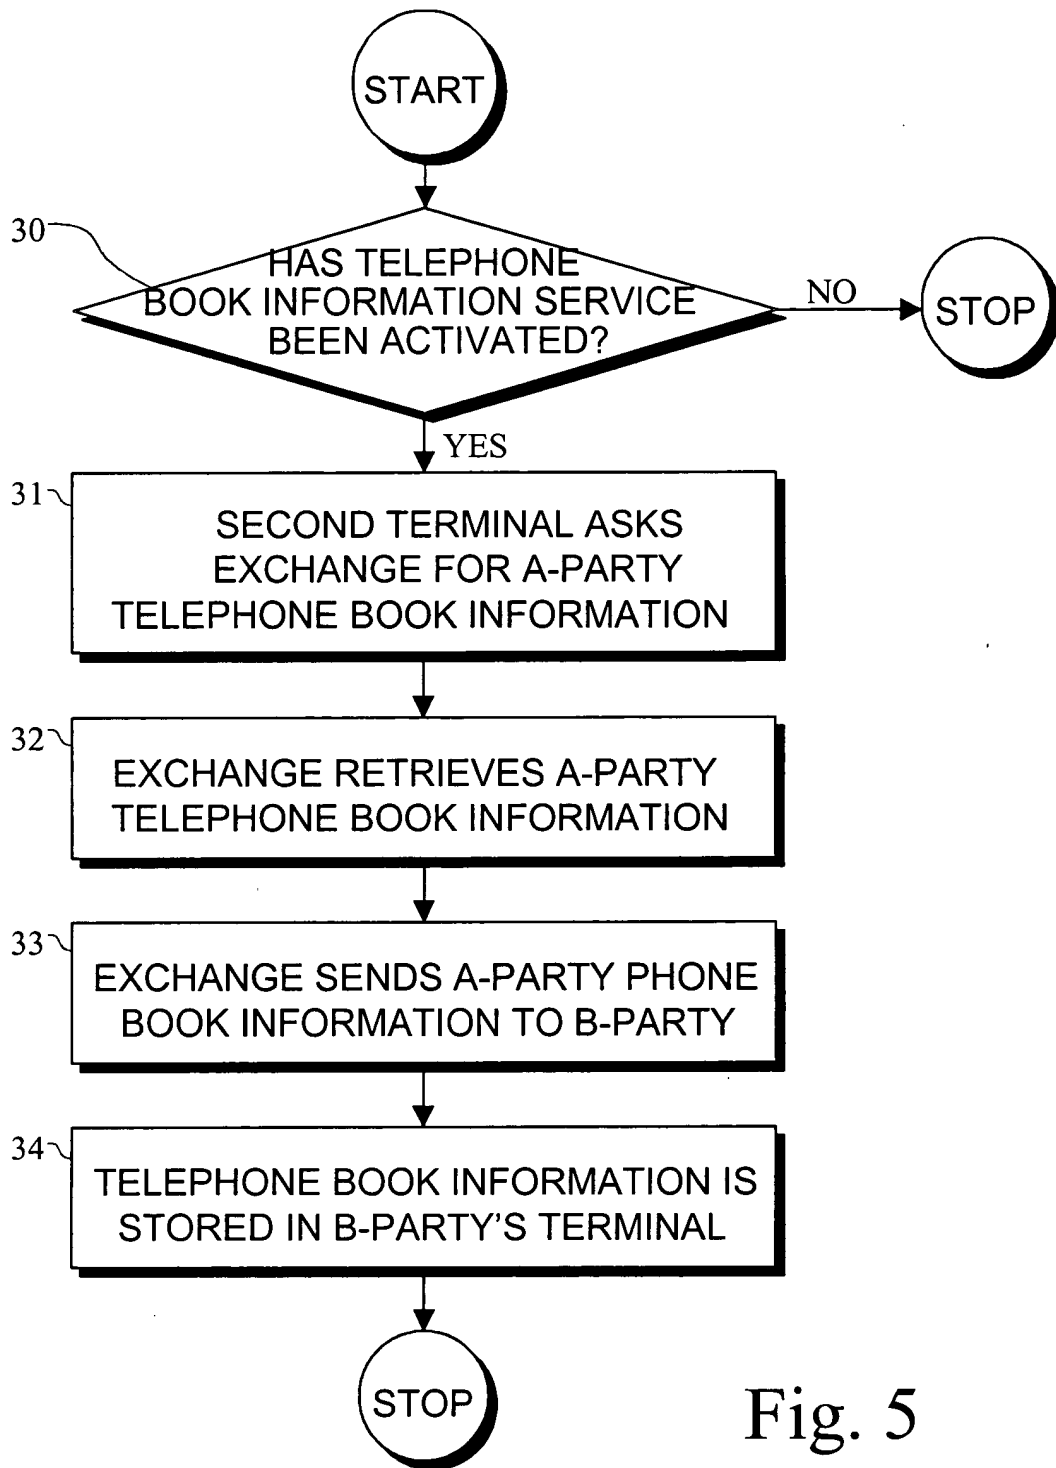 START
30
HAS TELEPHONE
BOOK INFORMATION SERVICE
BEEN ACTIVATED?
NO
STOP
YES
31
SECOND TERMINAL ASKS
EXCHANGE FOR A-PARTY
TELEPHONE BOOK INFORMATION
32
EXCHANGE RETRIEVES A-PARTY
TELEPHONE BOOK INFORMATION
33
EXCHANGE SENDS A-PARTY PHONE
BOOK INFORMATION TO B-PARTY
34
TELEPHONE BOOK INFORMATION IS
STORED IN B-PARTY'S TERMINAL
STOP
Fig. 5